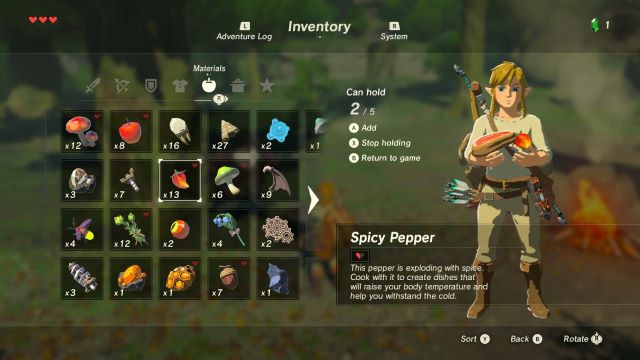 L
Inventory
R
1
Adventure Log
System
Materials
R
Can hold
2 / 5
A Add
X Stop holding
B Return to game
x12
x8
x16
x27
x2
x1
x3
x7
x13
x6
x9
x4
x12
x2
x4
x2
x3
x1
x1
x7
x1
Spicy Pepper
This pepper is exploding with spice.
Cook with it to create dishes that
will raise your body temperature and
help you withstand the cold.
Sort Y
Back B
Rotate R